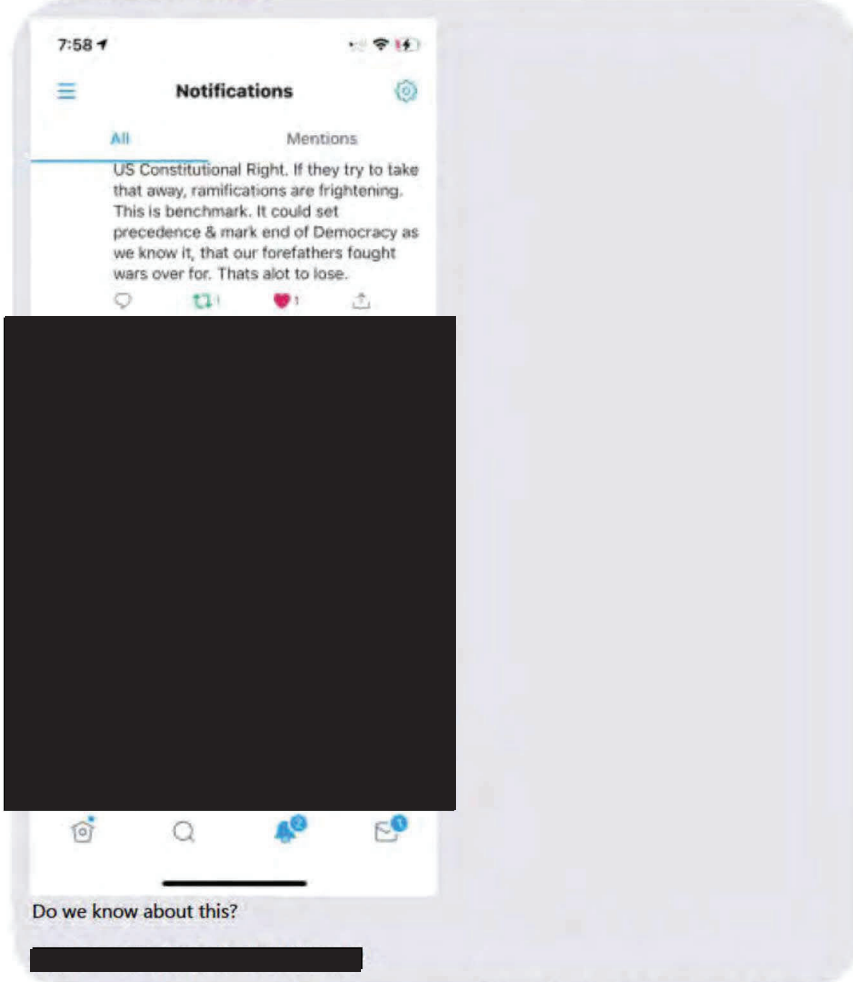 7:58
Notifications
All Mentions
US Constitutional Right. If they try to take
that away, ramifications are frightening.
This is benchmark. It could set
precedence & mark end of Democracy as
we know it, that our forefathers fought
wars over for. Thats alot to lose.
1 1
2 1
Do we know about this?